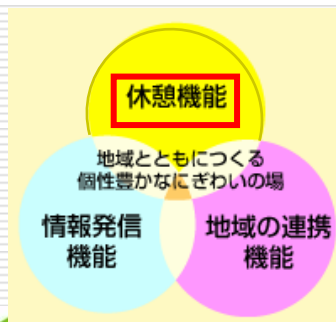 休憩機能
地域とともにつくる
個性豊かなにぎわいの場
情報発信
機能
地域の連携
機能